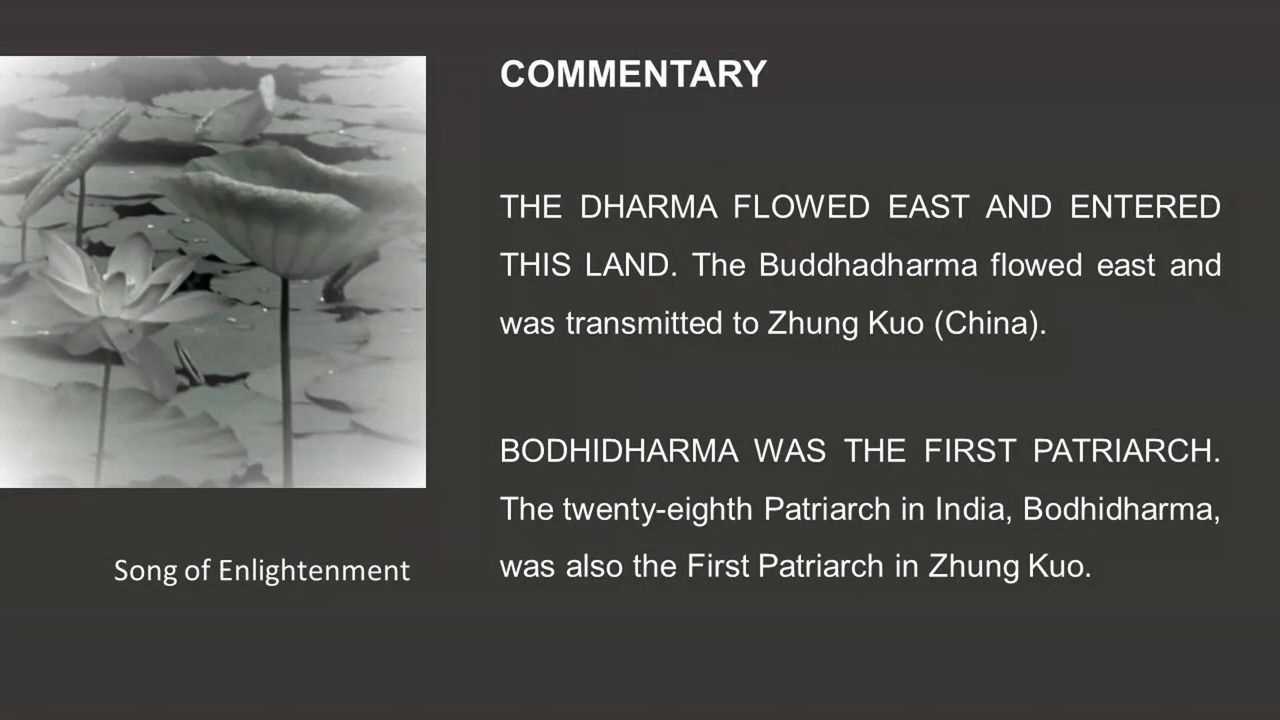 COMMENTARY
THE DHARMA FLOWED EAST AND ENTERED
THIS LAND. The Buddhadharma flowed east and
was transmitted to Zhung Kuo (China).
BODHIDHARMA WAS THE FIRST PATRIARCH.
The twenty-eighth Patriarch in India, Bodhidharma,
was also the First Patriarch in Zhung Kuo.
Song of Enlightenment